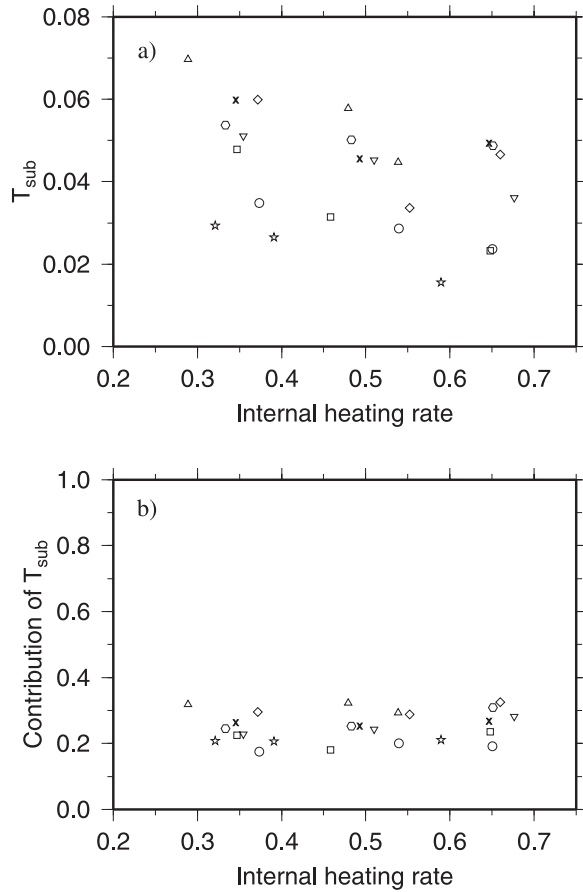 0.08
a)
0.06
0.04
0.02
0.00
T_sub
0.2 0.3 0.4 0.5 0.6 0.7
Internal heating rate
1.0
b)
0.8
0.6
0.4
0.2
0.0
Contribution of T_sub
0.2 0.3 0.4 0.5 0.6 0.7
Internal heating rate